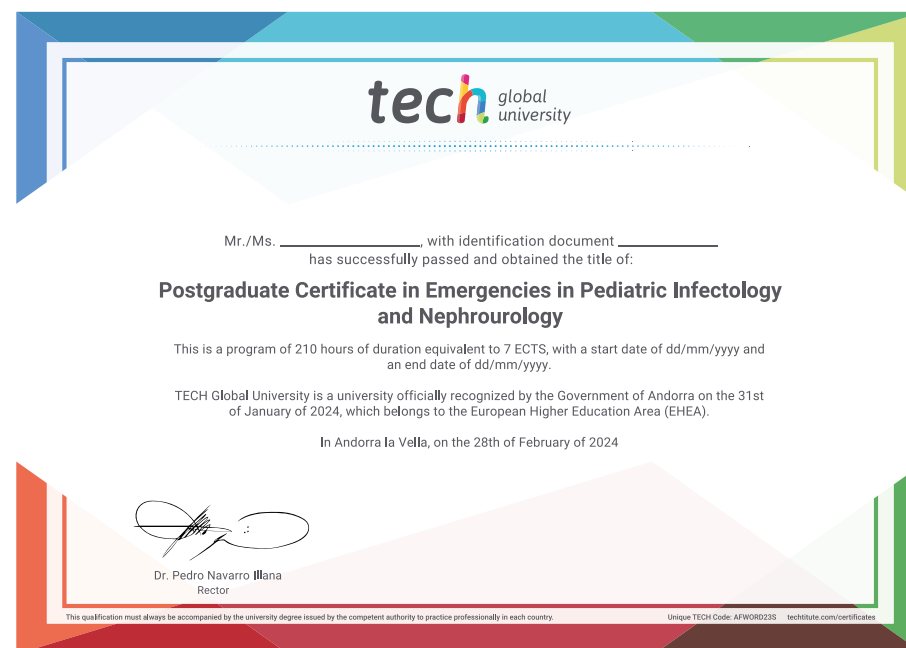 tech global university
Mr./Ms. ________, with identification document ________
has successfully passed and obtained the title of:
Postgraduate Certificate in Emergencies in Pediatric Infectology
and Nephrourology
This is a program of 210 hours of duration equivalent to 7 ECTS, with a start date of dd/mm/yyyy and
an end date of dd/mm/yyyy.
TECH Global University is a university officially recognized by the Government of Andorra on the 31st
of January of 2024, which belongs to the European Higher Education Area (EHEA).
In Andorra la Vella, on the 28th of February of 2024
Dr. Pedro Navarro Illana
Rector
This qualification must always be accompanied by the university degree issued by the competent authority to practice professionally in each country.
Unique TECH Code: AFWORD23S techtitute.com/certificates